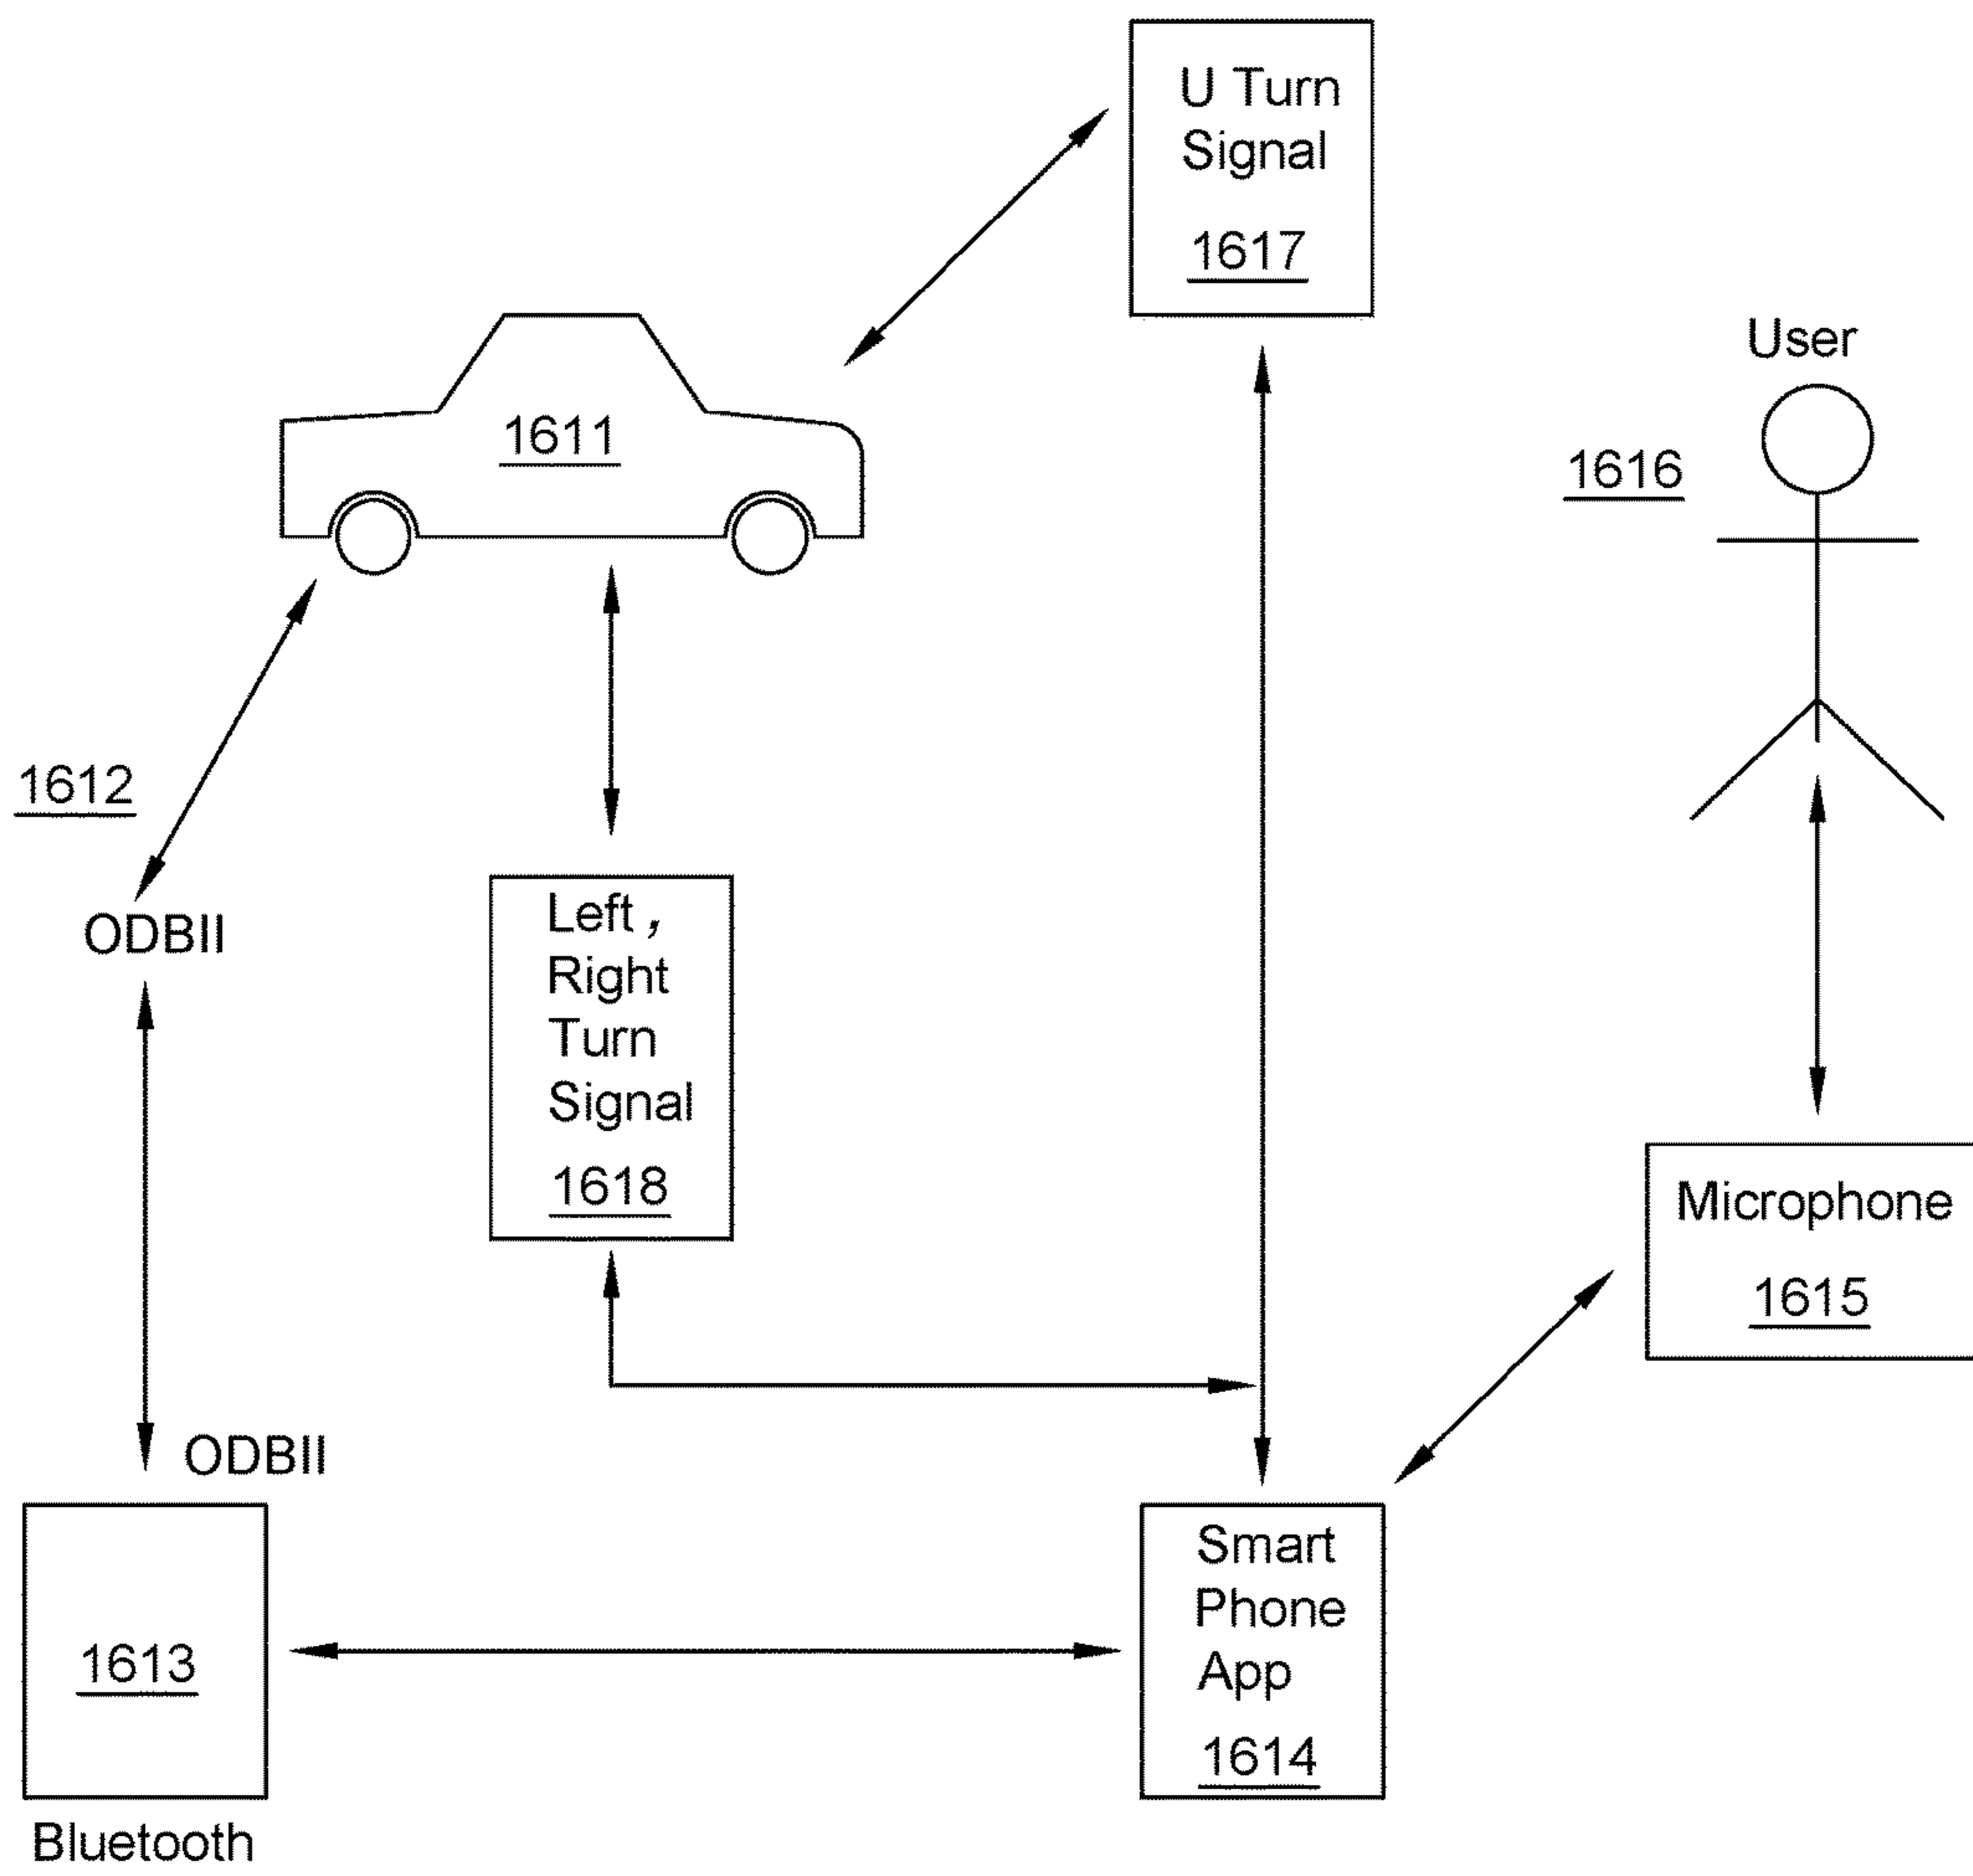 U Turn
Signal
1617
User
1611
1616
1612
ODBII
Left,
Right
Turn
Signal
1618
Microphone
1615
ODBII
1613
Bluetooth
Smart
Phone
App
1614